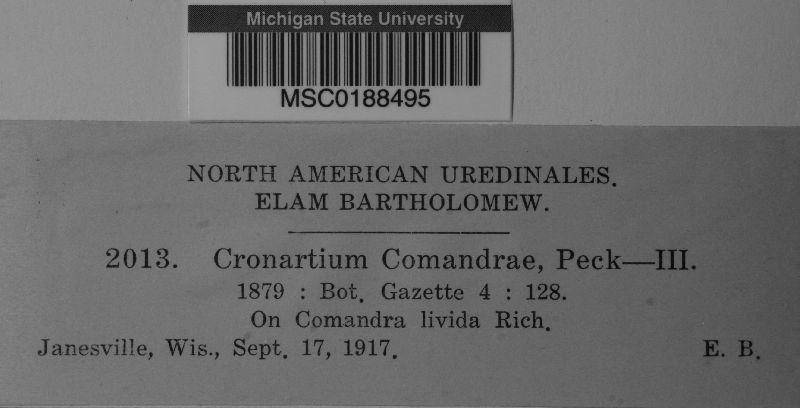 Michigan State University
MSC0188495
NORTH AMERICAN UREDINALES.
ELAM BARTHOLOMEW.
2013. Cronartium Comandrae, Peck—III.
1879 : Bot. Gazette 4 : 128.
On Comandra livida Rich.
Janesville, Wis., Sept. 17, 1917. E. B.